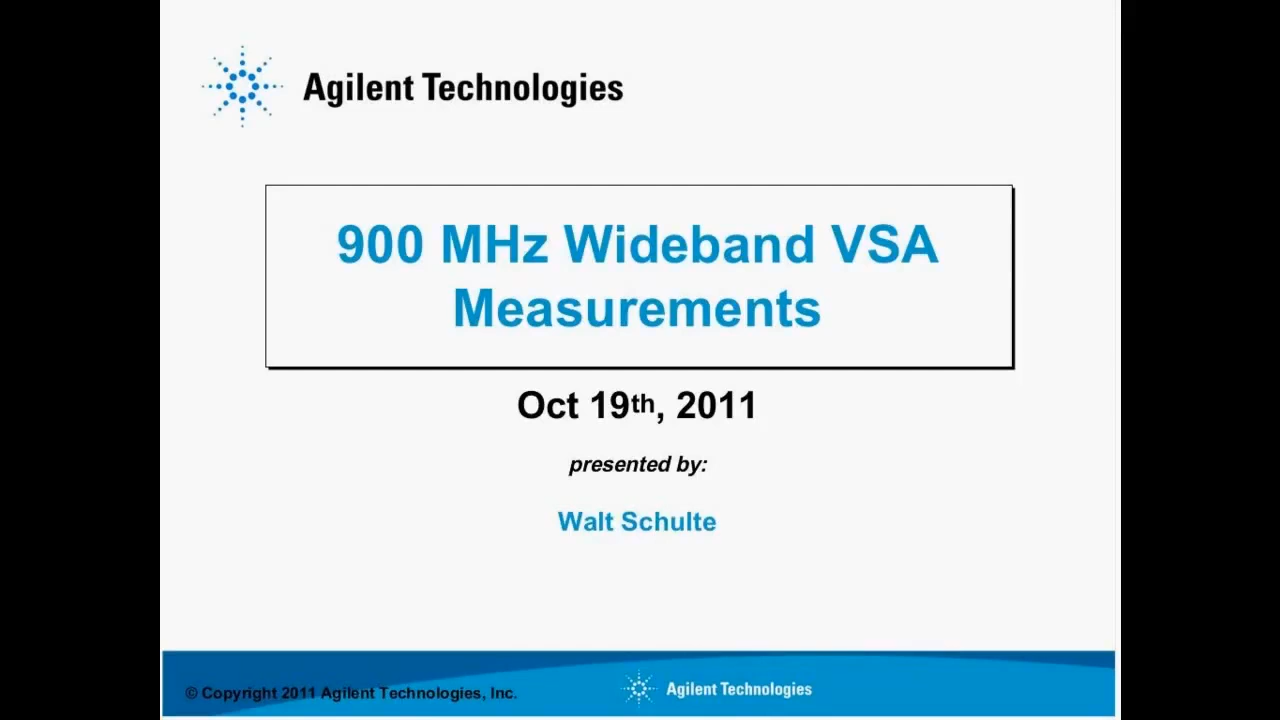 Agilent Technologies
900 MHz Wideband VSA
Measurements
Oct 19th, 2011
presented by:
Walt Schulte
© Copyright 2011 Agilent Technologies, Inc.
Agilent Technologies